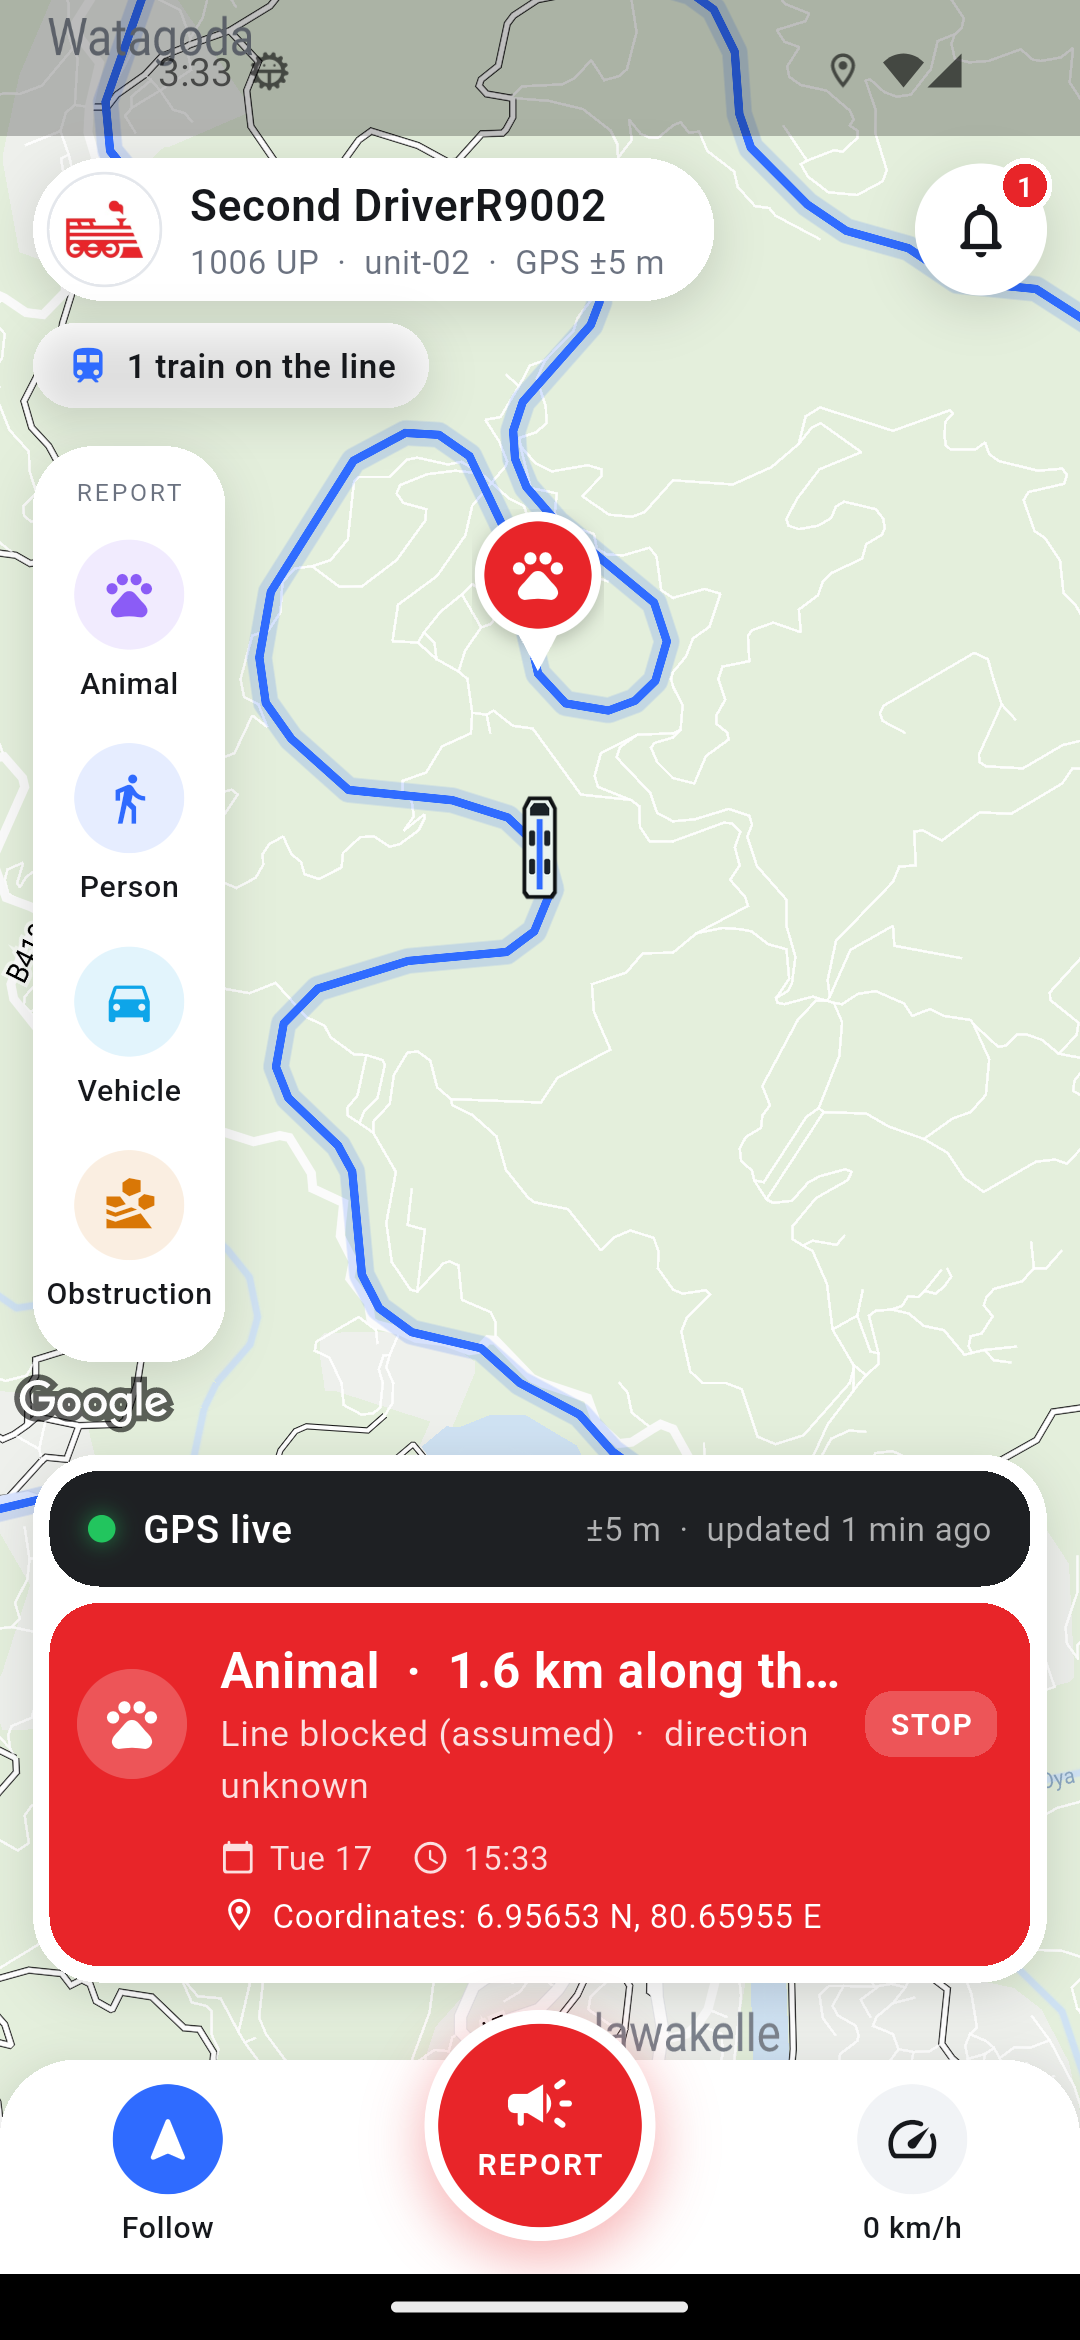 Watagoda
3:33
Second DriverR9002
1
1006 UP · unit-02 · GPS ±5 m
1 train on the line
REPORT
Animal
Person
Vehicle
Obstruction
Google
GPS live
±5 m · updated 1 min ago
Animal · 1.6 km along th...
Line blocked (assumed) · direction
unknown
STOP
Tue 17
15:33
Coordinates: 6.95653 N, 80.65955 E
REPORT
Follow
0 km/h